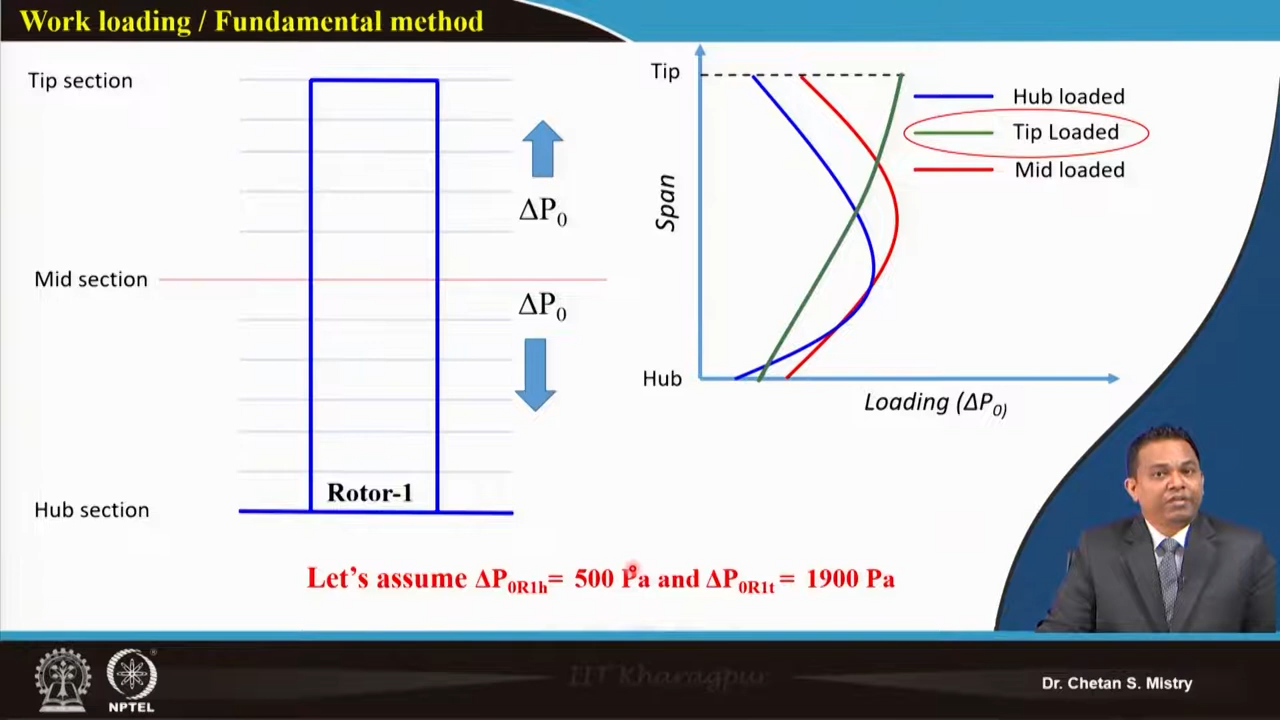 Work loading / Fundamental method
Tip section
Mid section
Hub section
ΔP₀
ΔP₀
Rotor-1
Tip
Span
Hub
Loading (ΔP₀)
Hub loaded
Tip Loaded
Mid loaded
Let's assume ΔP0R1h= 500 Pa and ΔP0R1t = 1900 Pa
IIT Kharagpur
NPTEL
Dr. Chetan S. Mistry